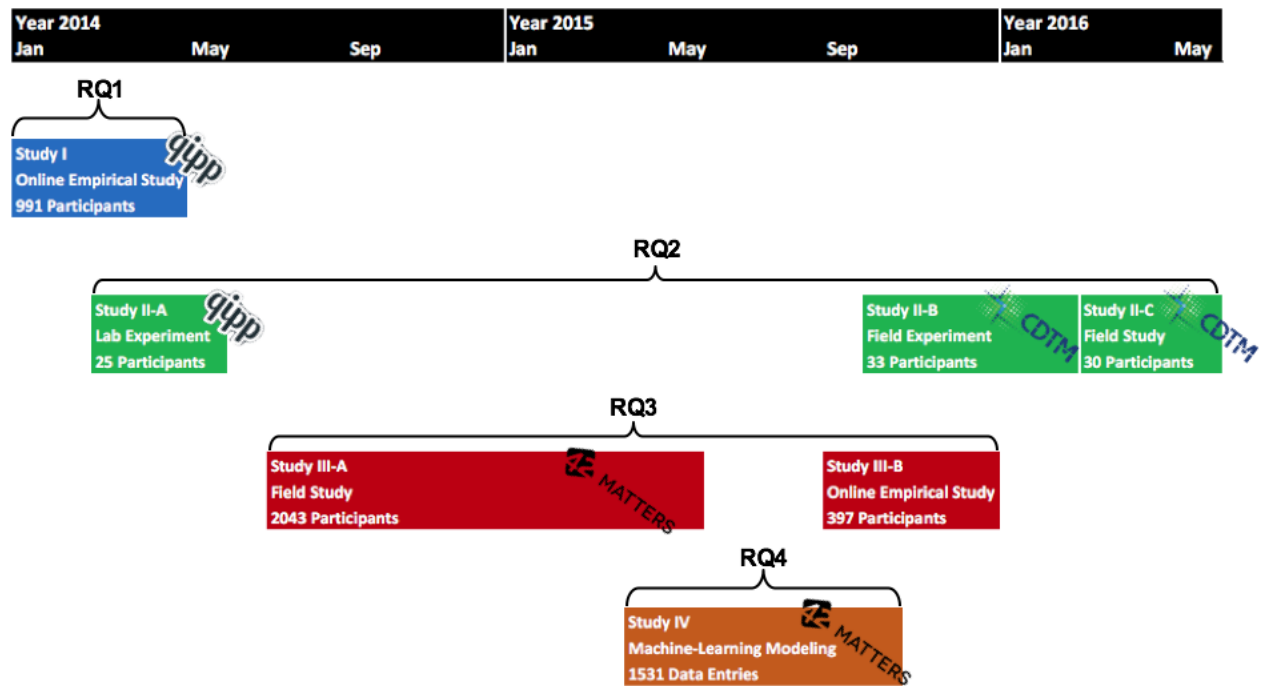 Year 2014 Year 2015 Year 2016
Jan May Sep Jan May Sep Jan May
RQ1
Study I
Online Empirical Study
991 Participants
qipp
RQ2
Study II-A
Lab Experiment
25 Participants
qipp
Study II-B
Field Experiment
33 Participants
CDTM
Study II-C
Field Study
30 Participants
CDTM
RQ3
Study III-A
Field Study
2043 Participants
42 MATTERS
Study III-B
Online Empirical Study
397 Participants
RQ4
Study IV
Machine-Learning Modeling
1531 Data Entries
42 MATTERS